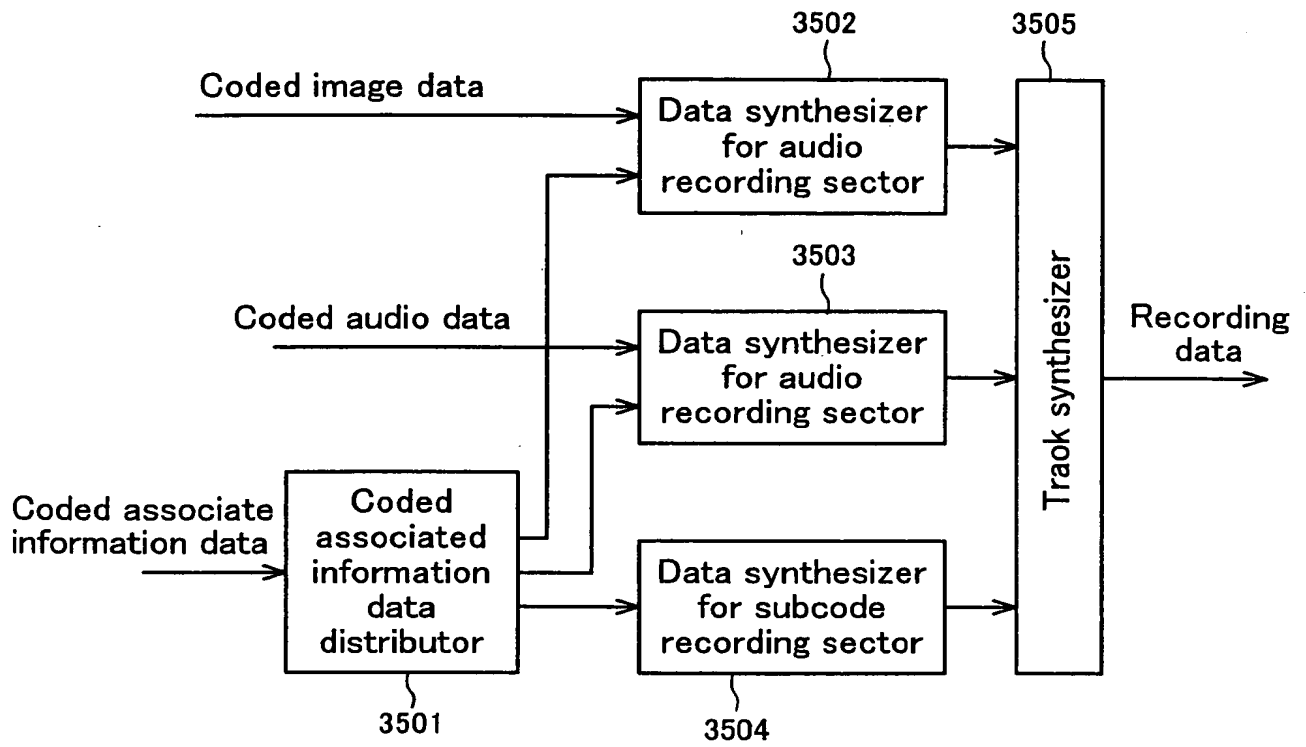 3502
3505
Coded image data
Data synthesizer
for audio
recording sector
3503
Coded audio data
Data synthesizer
for audio
recording sector
Traok synthesizer
Recording
data
Coded associate
information data
Coded
associated
information
data
distributor
Data synthesizer
for subcode
recording sector
3501
3504